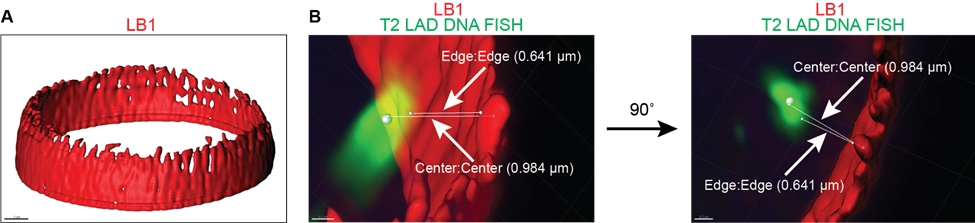 A
LB1
B
LB1
T2 LAD DNA FISH
Edge:Edge (0.641 µm)
Center:Center (0.984 µm)
90°
LB1
T2 LAD DNA FISH
Center:Center (0.984 µm)
Edge:Edge (0.641 µm)